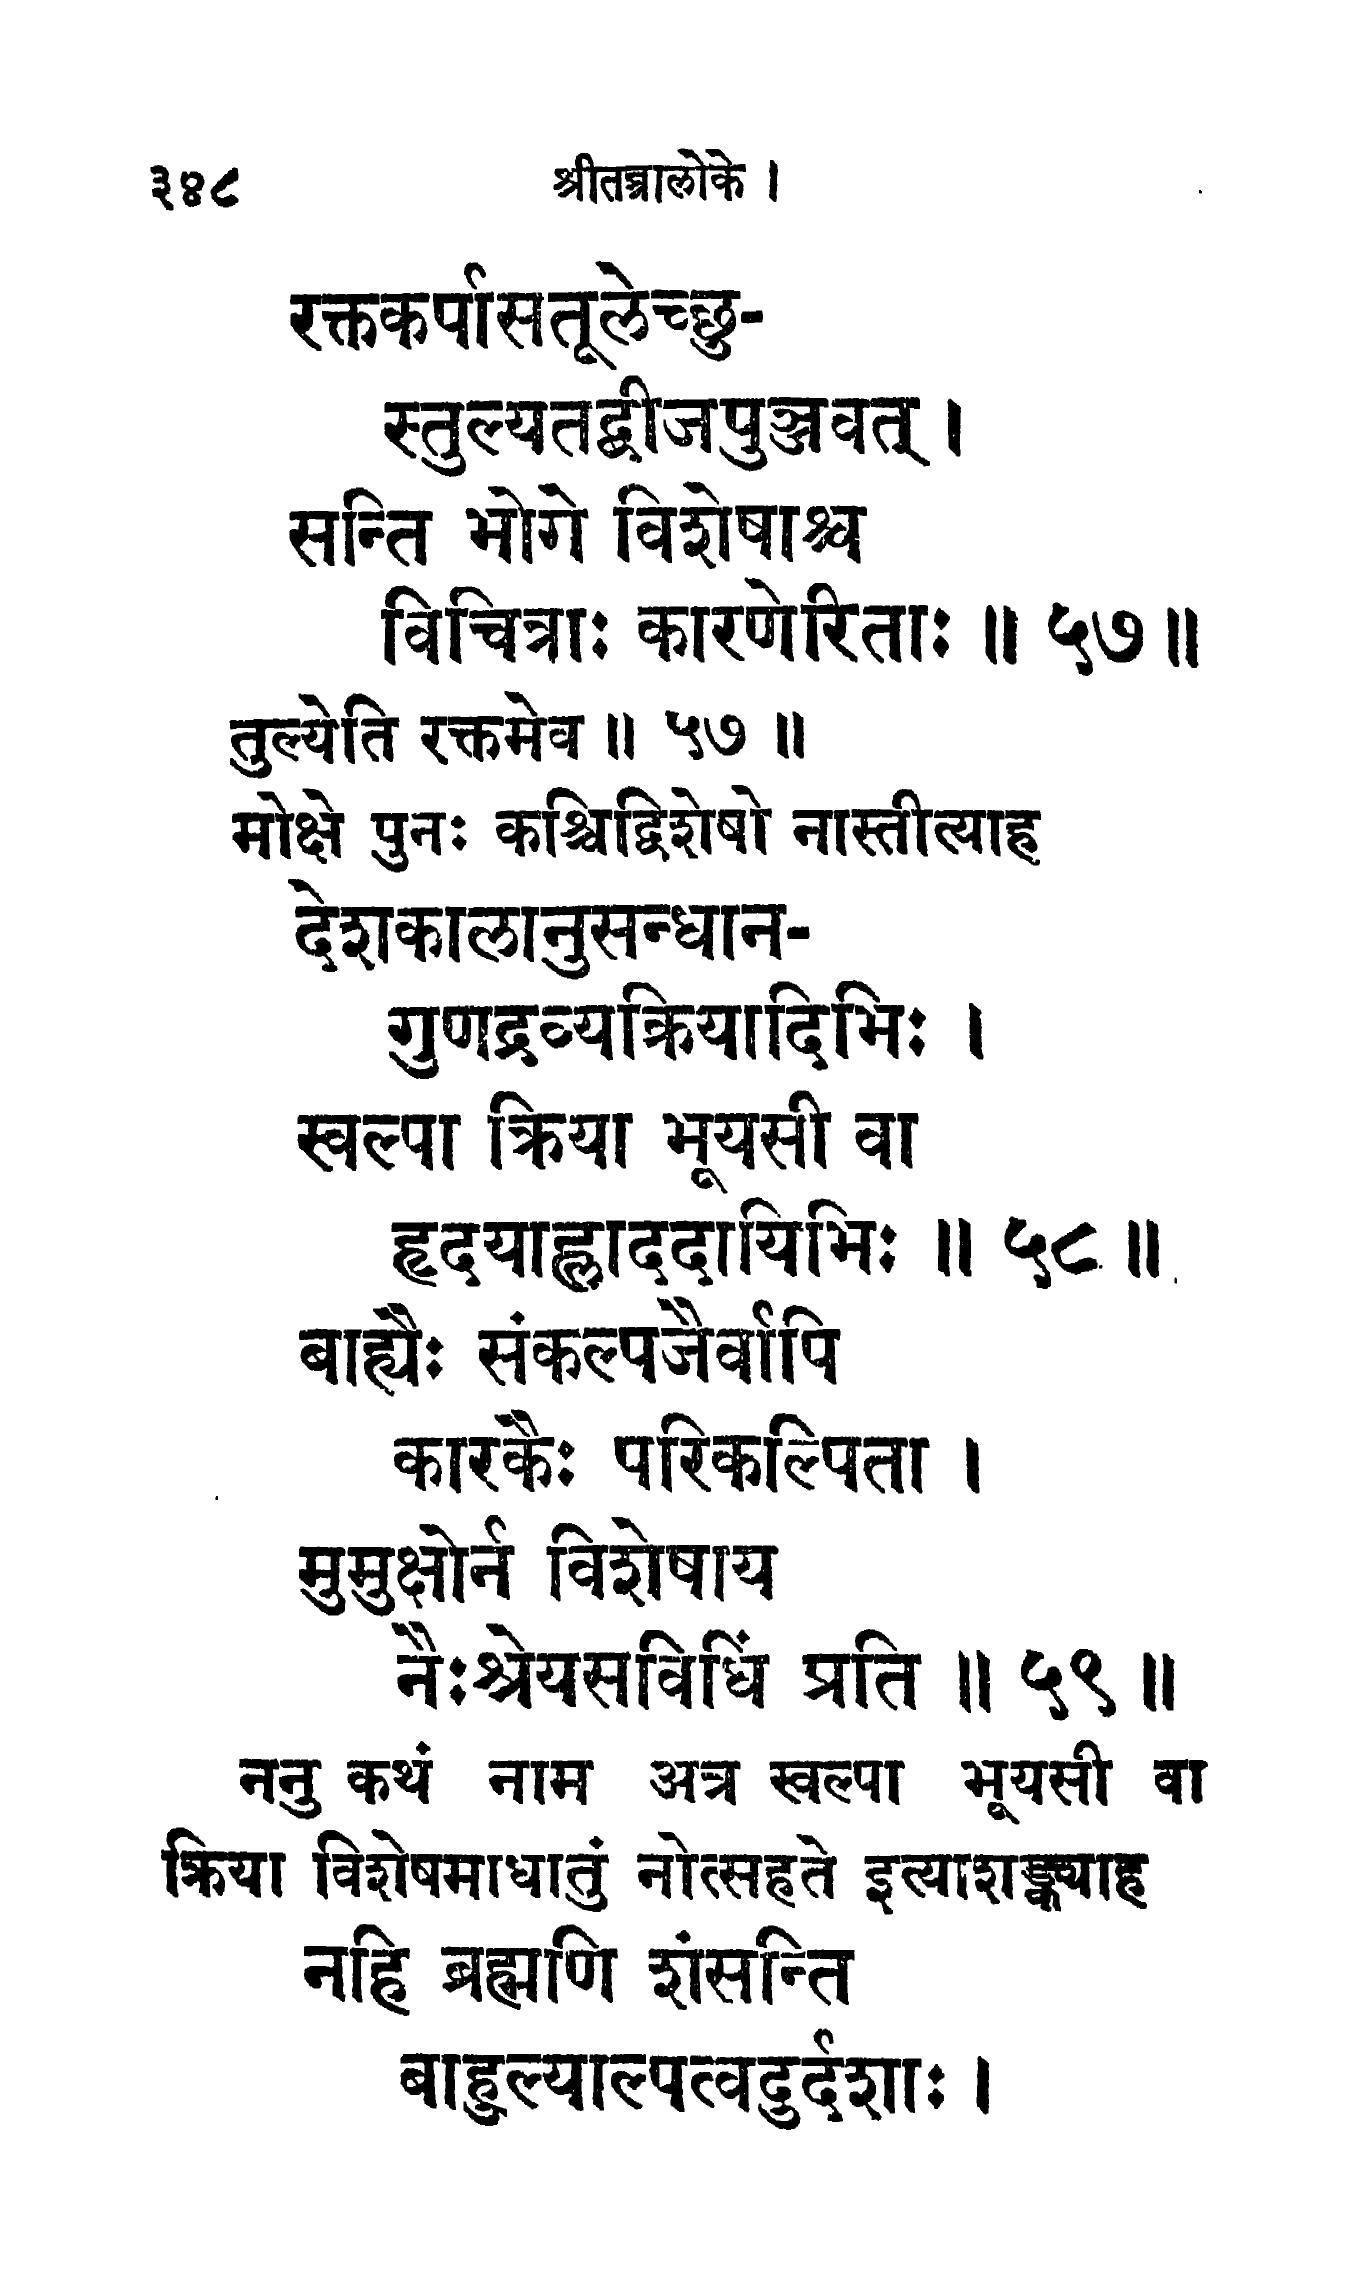 ३४८ श्रीतन्त्रालोके ।
रक्तकर्पासतूलेच्छु-
स्तुल्यतद्बीजपुञ्जवत् ।
सन्ति भोगे विशेषाश्च
विचित्राः कारणेरिताः ॥ ५७ ॥
तुल्येति रक्तमेव ॥ ५७ ॥
मोक्षे पुनः कश्चिद्विशेषो नास्तीत्याह
देशकालानुसन्धान-
गुणद्रव्यक्रियादिभिः ।
स्वल्पा क्रिया भूयसी वा
हृदयाह्लाददायिभिः ॥ ५८ ॥
बाह्यैः संकल्पजैर्वापि
कारकैः परिकल्पिता ।
मुमुक्षोर्न विशेषाय
नैःश्रेयसविधिं प्रति ॥ ५९ ॥
ननु कथं नाम अत्र स्वल्पा भूयसी वा
क्रिया विशेषमाधातुं नोत्सहते इत्याशङ्क्याह
नहि ब्रह्मणि शंसन्ति
बाहुल्याल्पत्वदुर्दशाः ।